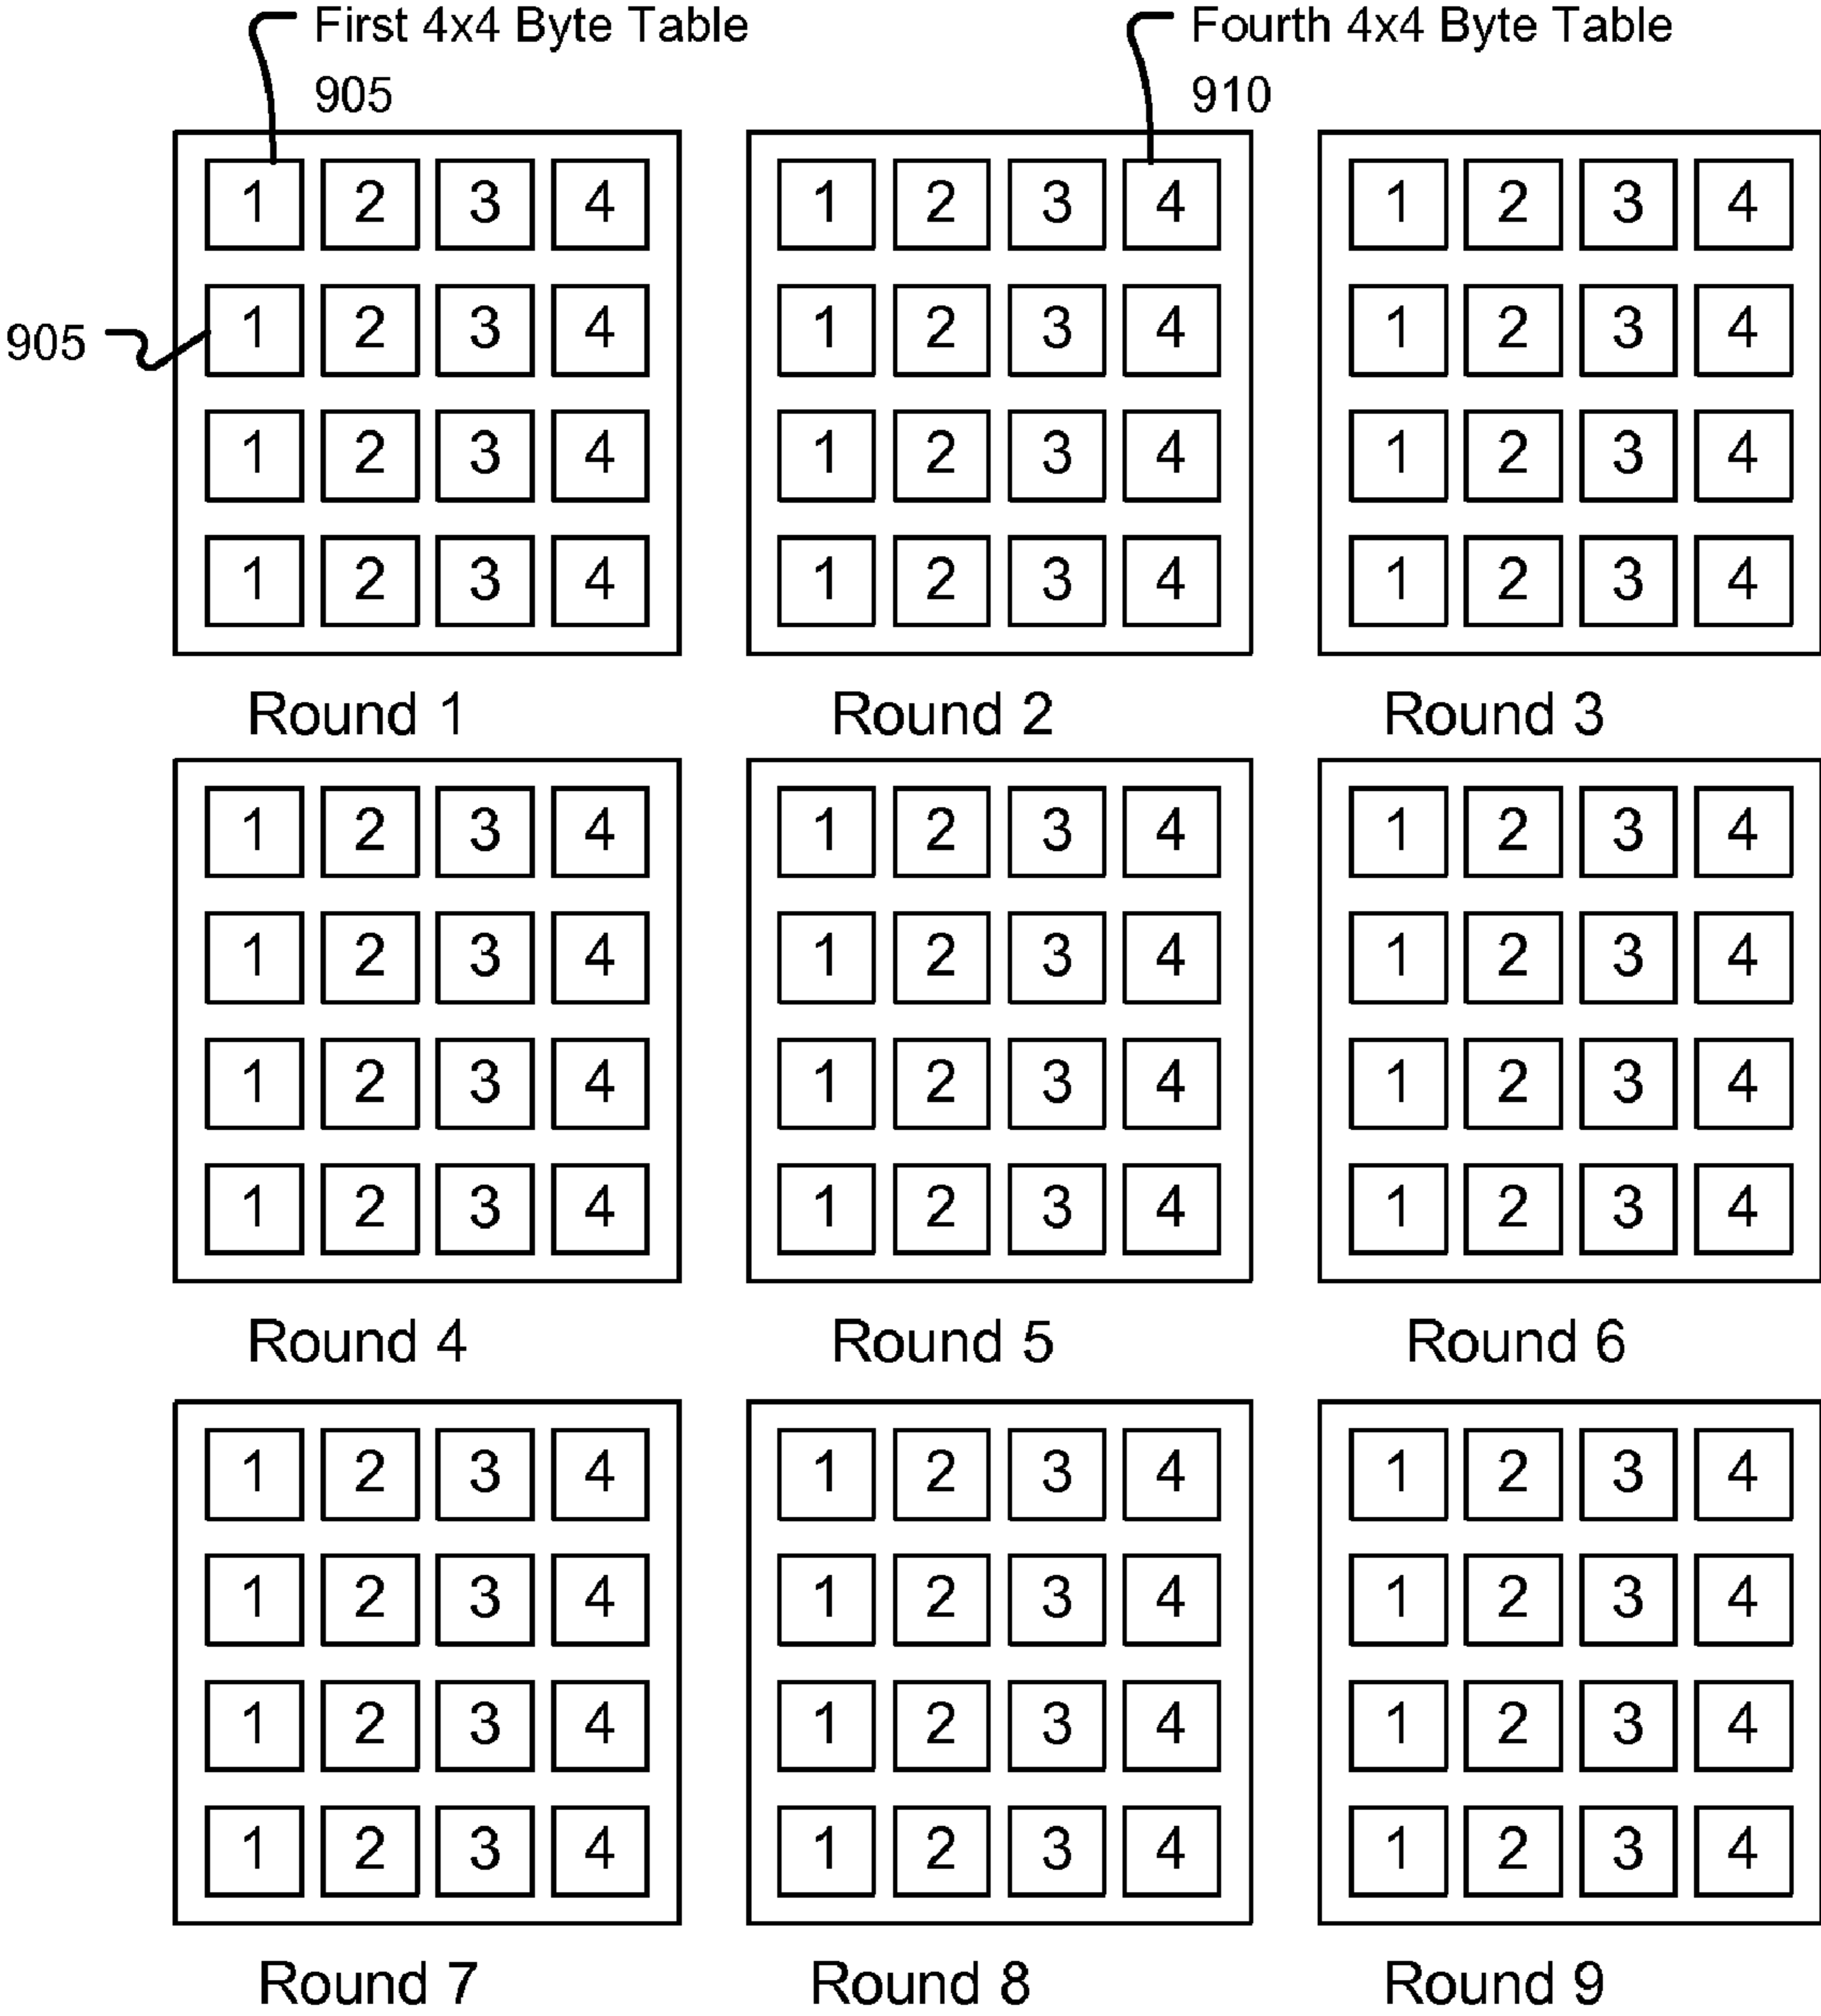 First 4x4 Byte Table Fourth 4x4 Byte Table
905 910
1 2 3 4 1 2 3 4 1 2 3 4
905 1 2 3 4 1 2 3 4 1 2 3 4
1 2 3 4 1 2 3 4 1 2 3 4
1 2 3 4 1 2 3 4 1 2 3 4
Round 1 Round 2 Round 3
1 2 3 4 1 2 3 4 1 2 3 4
1 2 3 4 1 2 3 4 1 2 3 4
1 2 3 4 1 2 3 4 1 2 3 4
1 2 3 4 1 2 3 4 1 2 3 4
Round 4 Round 5 Round 6
1 2 3 4 1 2 3 4 1 2 3 4
1 2 3 4 1 2 3 4 1 2 3 4
1 2 3 4 1 2 3 4 1 2 3 4
1 2 3 4 1 2 3 4 1 2 3 4
Round 7 Round 8 Round 9